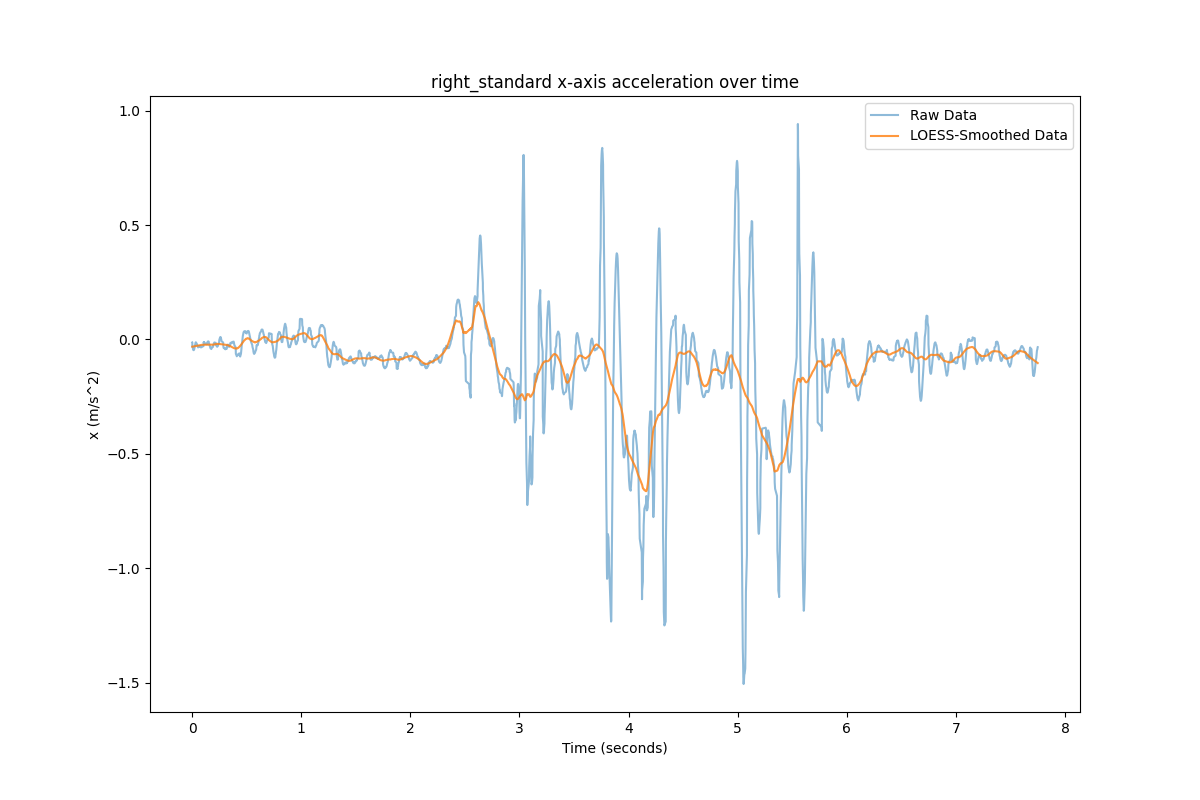 right_standard x-axis acceleration over time
Raw Data
LOESS-Smoothed Data
1.0
0.5
0.0
−0.5
−1.0
−1.5
x (m/s^2)
0 1 2 3 4 5 6 7 8
Time (seconds)